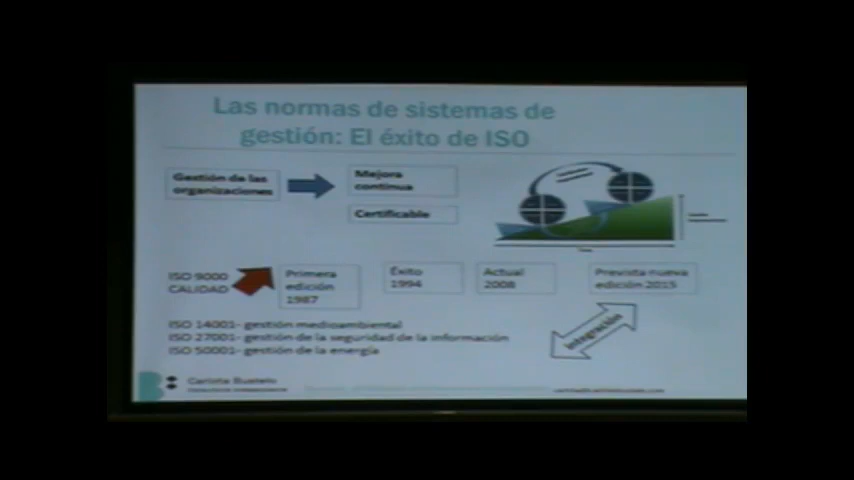 Las normas de sistemas de
gestión: El éxito de ISO
Gestión de las
organizaciones
Mejora
continua
Certificable
ISO 9000
CALIDAD
Primera
edición
1987
Éxito
1994
Actual
2008
Prevista nueva
edición 2015
ISO 14001- gestión medioambiental
ISO 27001- gestión de la seguridad de la información
ISO 50001- gestión de la energía
Integración
Carlota Bustelo